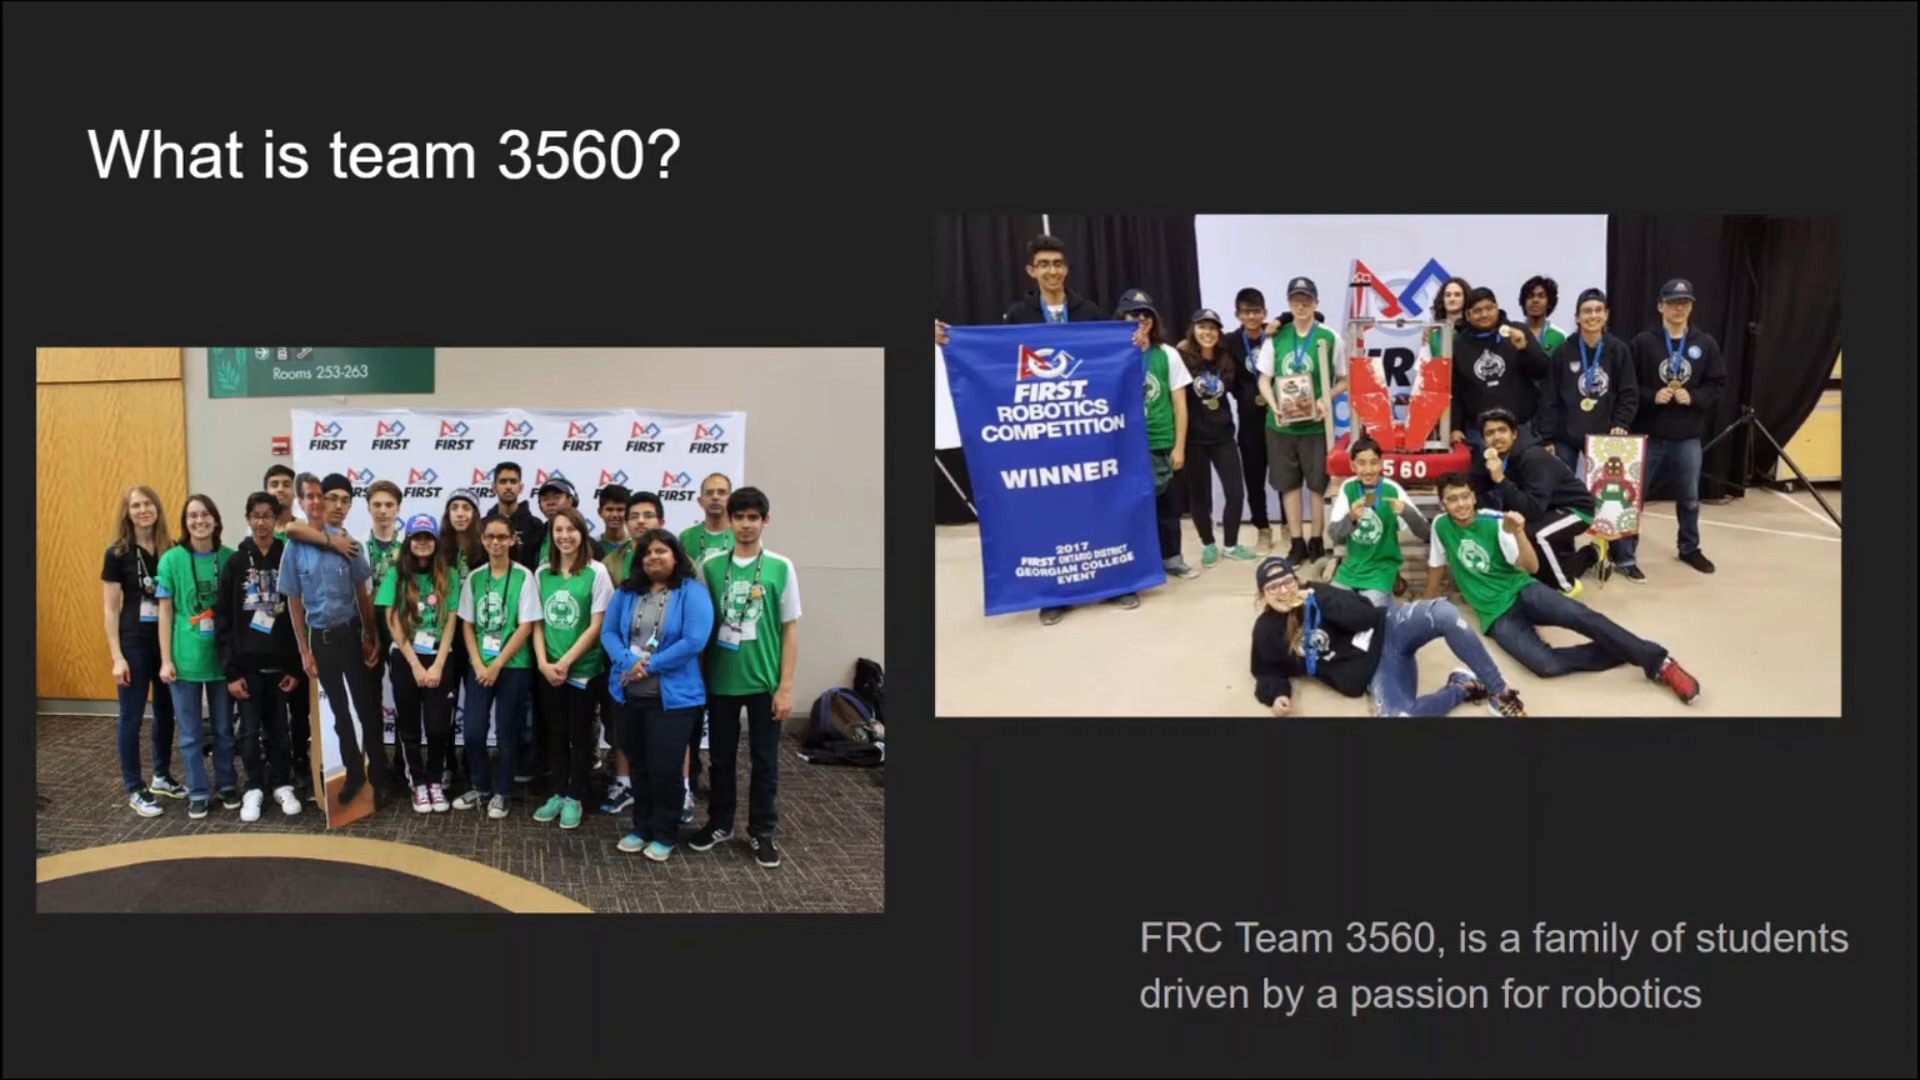 What is team 3560?
Rooms 253-263
FIRST FIRST FIRST FIRST FIRST FIRST FIRST
FIRST FIRST
FIRST
ROBOTICS
COMPETITION
WINNER
2017
FIRST ONTARIO DISTRICT
GEORGIAN COLLEGE
EVENT
560
FRC Team 3560, is a family of students
driven by a passion for robotics